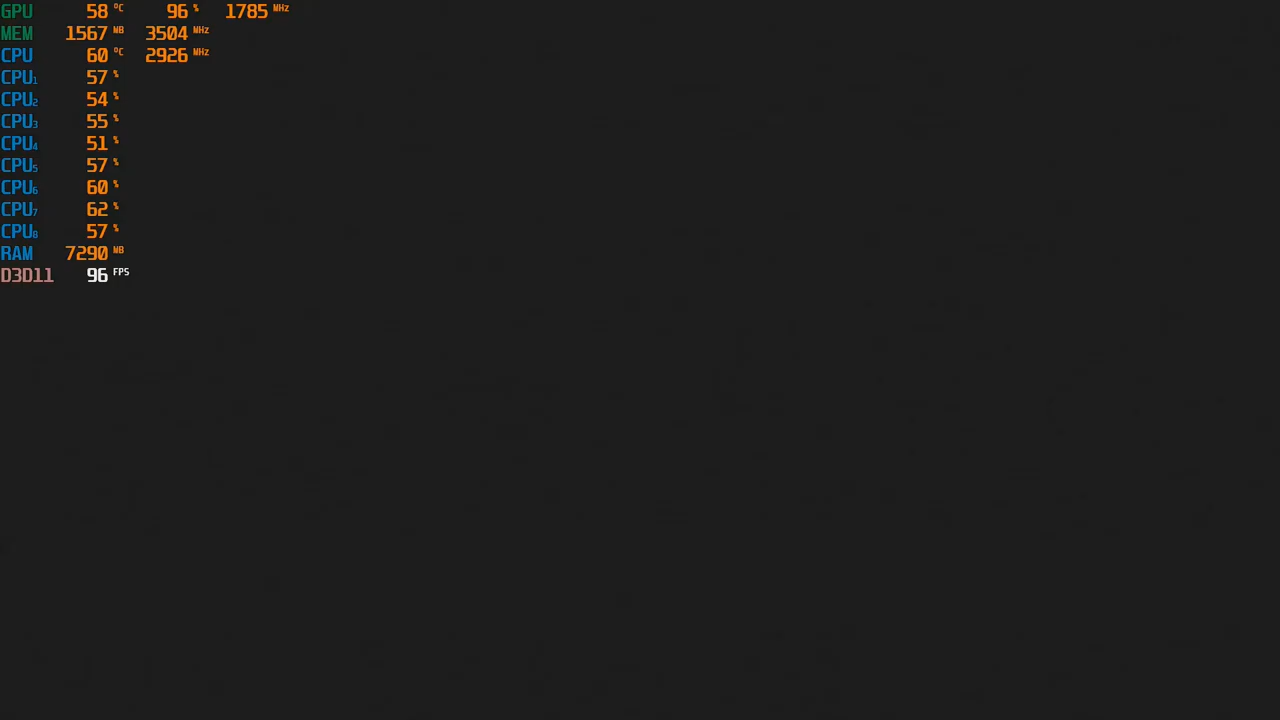 GPU 58 °C 96 % 1785 MHz
MEM 1567 MB 3504 MHz
CPU 60 °C 2926 MHz
CPU1 57 %
CPU2 54 %
CPU3 55 %
CPU4 51 %
CPU5 57 %
CPU6 60 %
CPU7 62 %
CPU8 57 %
RAM 7290 MB
D3D11 96 FPS